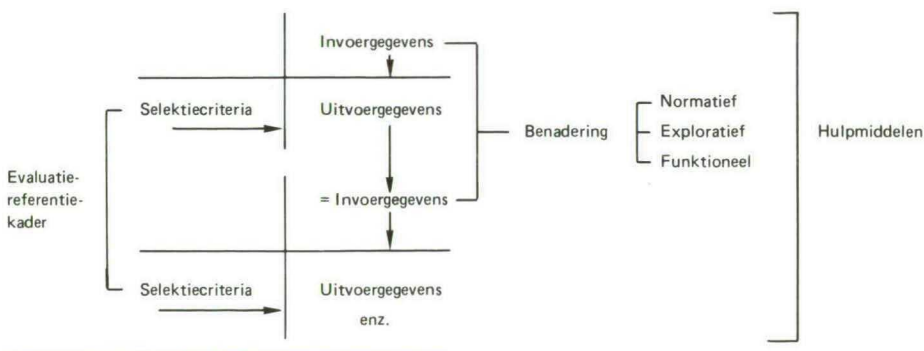 Invoergegevens
Selektiecriteria
Uitvoergegevens
Benadering
Normatief
Exploratief
Funktioneel
Hulpmiddelen
Evaluatie-
referentie-
kader
= Invoergegevens
Selektiecriteria
Uitvoergegevens
enz.